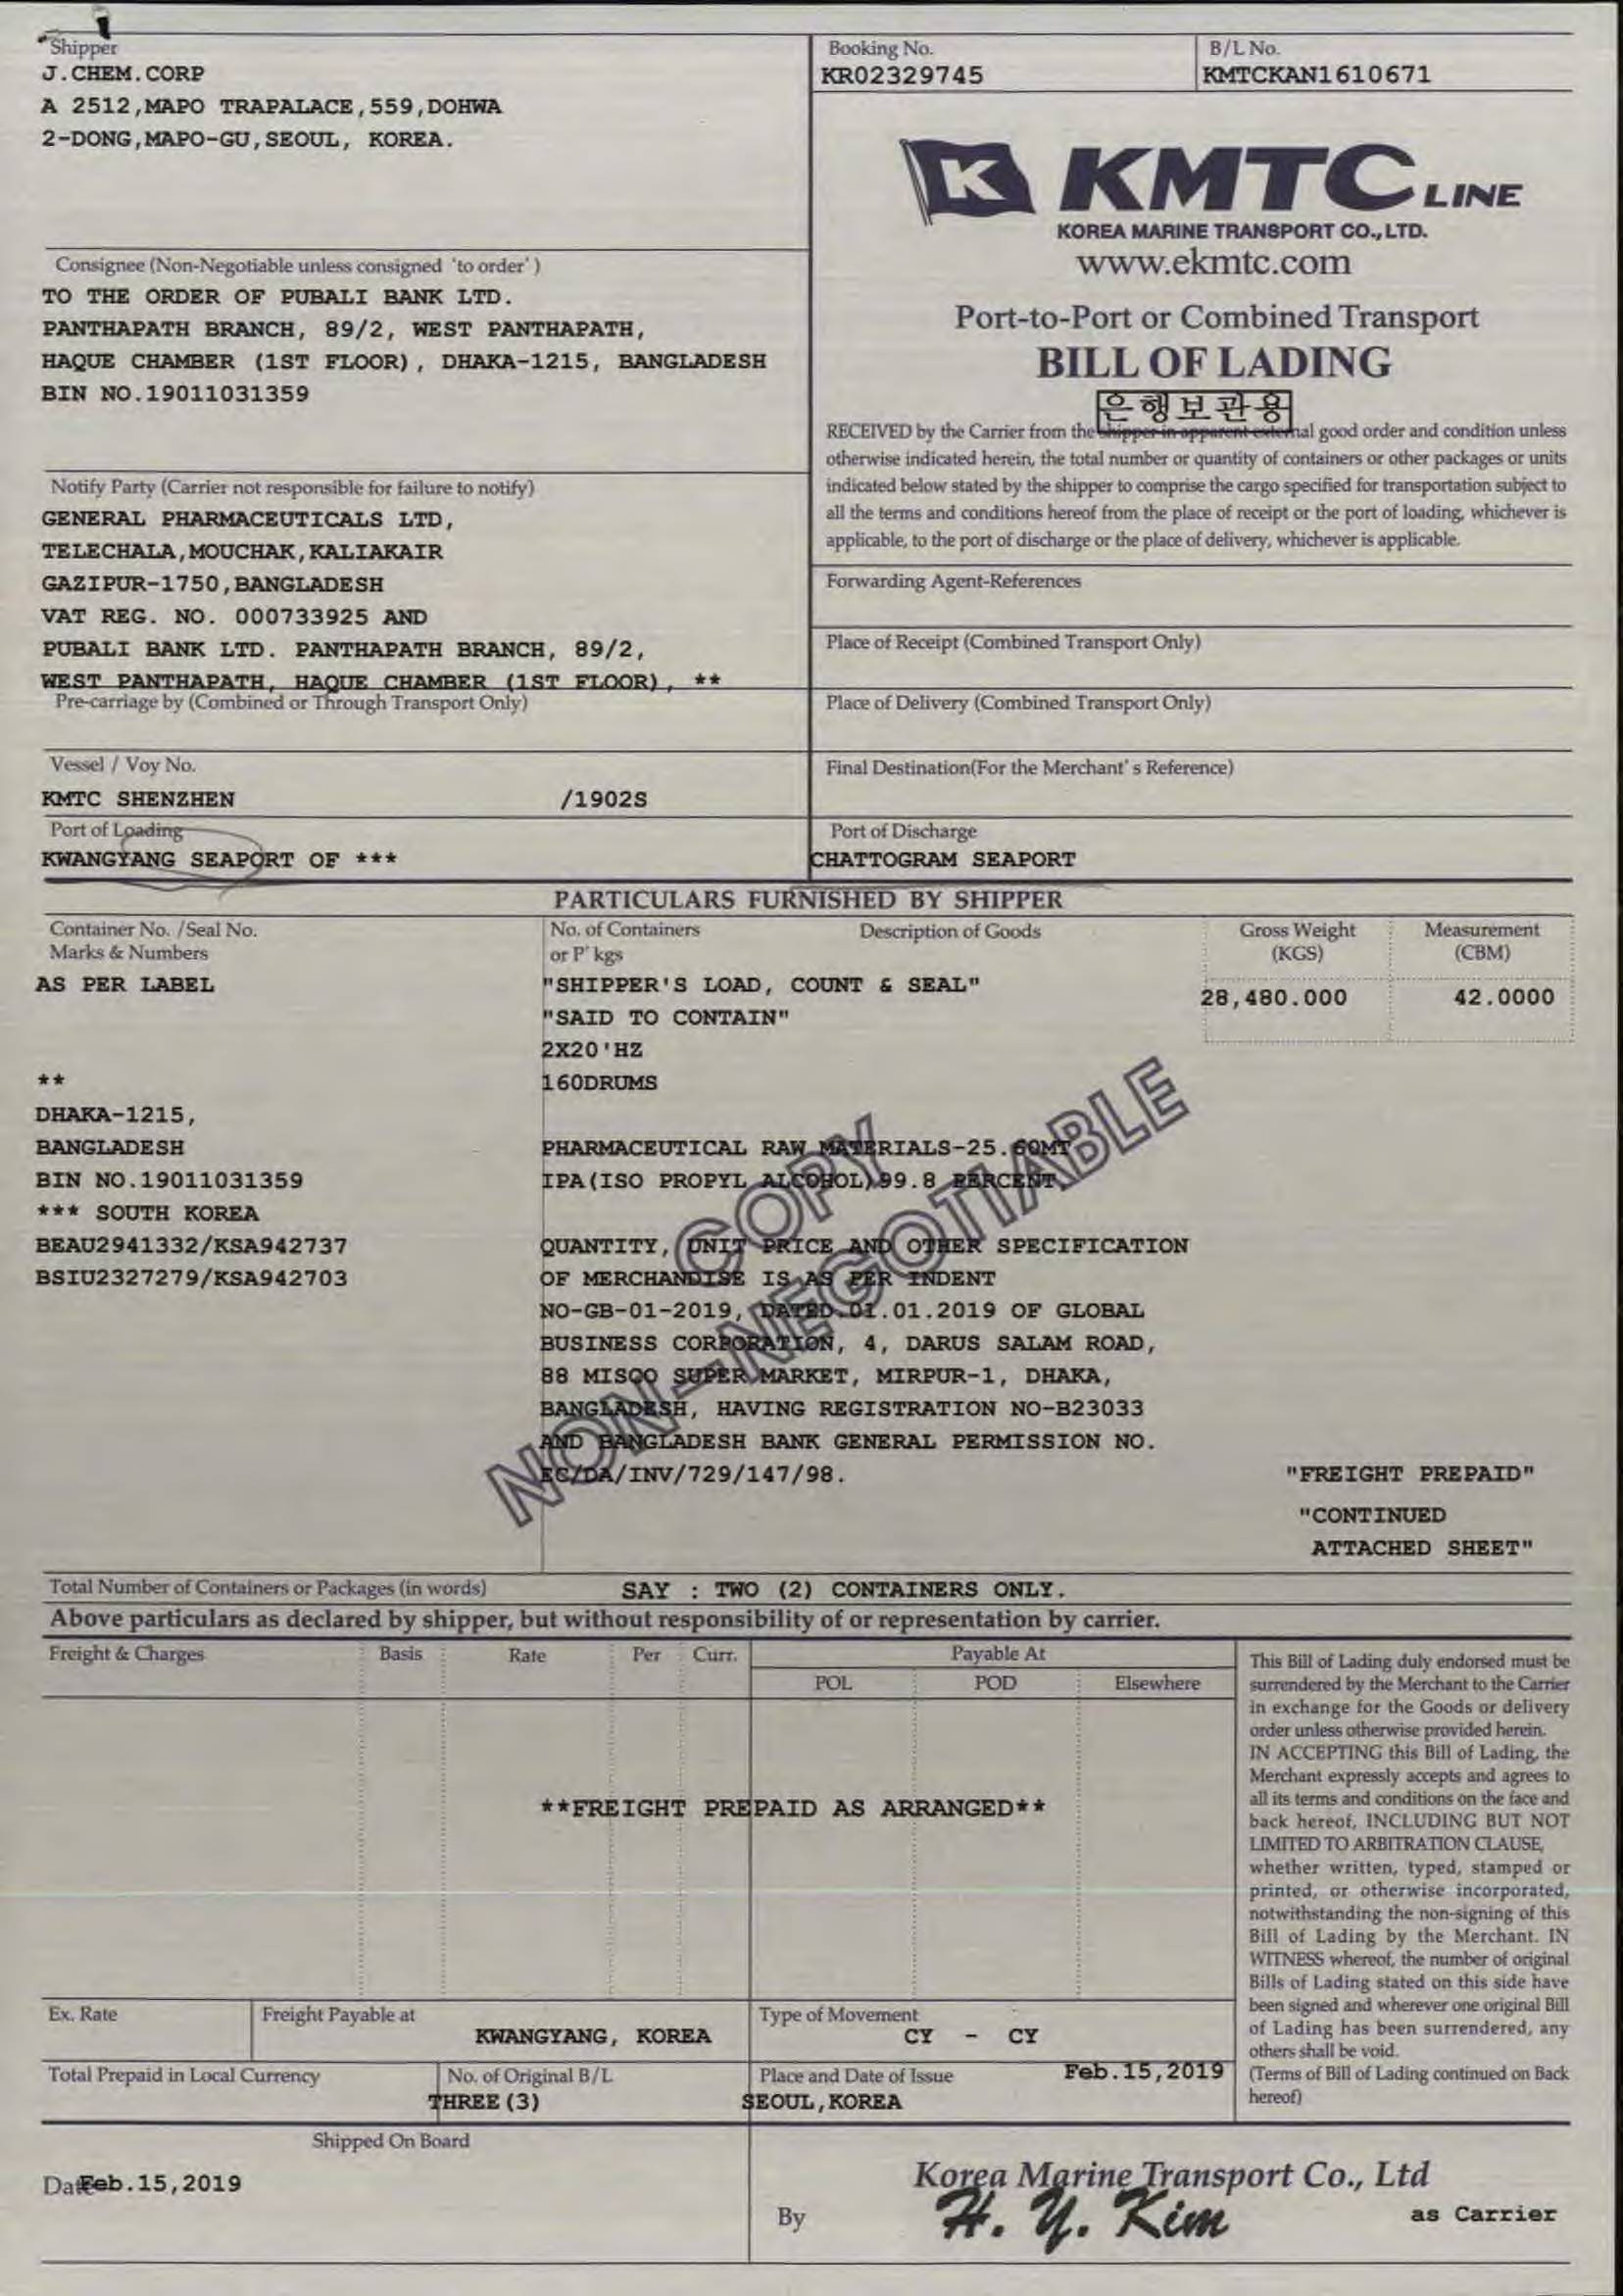 Shipper
J.CHEM.CORP
A 2512,MAPO TRAPALACE,559,DOHWA
2-DONG,MAPO-GU,SEOUL, KOREA.
Booking No.
KR02329745
B/L No.
KMTCKAN1610671
K KMTC LINE
KOREA MARINE TRANSPORT CO.,LTD.
www.ekmtc.com
Port-to-Port or Combined Transport
BILL OF LADING
은행보관용
Consignee (Non-Negotiable unless consigned 'to order' )
TO THE ORDER OF PUBALI BANK LTD.
PANTHAPATH BRANCH, 89/2, WEST PANTHAPATH,
HAQUE CHAMBER (1ST FLOOR), DHAKA-1215, BANGLADESH
BIN NO.19011031359
RECEIVED by the Carrier from the shipper in apparent external good order and condition unless
otherwise indicated herein, the total number or quantity of containers or other packages or units
indicated below stated by the shipper to comprise the cargo specified for transportation subject to
all the terms and conditions hereof from the place of receipt or the port of loading, whichever is
applicable, to the port of discharge or the place of delivery, whichever is applicable.
Notify Party (Carrier not responsible for failure to notify)
GENERAL PHARMACEUTICALS LTD,
TELECHALA,MOUCHAK,KALIAKAIR
GAZIPUR-1750,BANGLADESH
VAT REG. NO. 000733925 AND
PUBALI BANK LTD. PANTHAPATH BRANCH, 89/2,
WEST PANTHAPATH, HAQUE CHAMBER (1ST FLOOR), **
Forwarding Agent-References
Place of Receipt (Combined Transport Only)
Pre-carriage by (Combined or Through Transport Only)
Place of Delivery (Combined Transport Only)
Vessel / Voy No.
KMTC SHENZHEN /1902S
Final Destination(For the Merchant's Reference)
Port of Loading
KWANGYANG SEAPORT OF ***
Port of Discharge
CHATTOGRAM SEAPORT
PARTICULARS FURNISHED BY SHIPPER
Container No. /Seal No.
Marks & Numbers
No. of Containers
or P'kgs
Description of Goods
Gross Weight
(KGS)
Measurement
(CBM)
AS PER LABEL
**
DHAKA-1215,
BANGLADESH
BIN NO.19011031359
*** SOUTH KOREA
BEAU2941332/KSA942737
BSIU2327279/KSA942703
"SHIPPER'S LOAD, COUNT & SEAL"
"SAID TO CONTAIN"
2X20'HZ
160DRUMS
PHARMACEUTICAL RAW MATERIALS-25.60MT
IPA(ISO PROPYL ALCOHOL)99.8 PERCENT
QUANTITY, UNIT PRICE AND OTHER SPECIFICATION
OF MERCHANDISE IS AS PER INDENT
NO-GB-01-2019, DATED.01.01.2019 OF GLOBAL
BUSINESS CORPORATION, 4, DARUS SALAM ROAD,
88 MISCO SUPER MARKET, MIRPUR-1, DHAKA,
BANGLADESH, HAVING REGISTRATION NO-B23033
AND BANGLADESH BANK GENERAL PERMISSION NO.
EC/DA/INV/729/147/98.
28,480.000
42.0000
COPY
NON-NEGOTIABLE
"FREIGHT PREPAID"
"CONTINUED
ATTACHED SHEET"
Total Number of Containers or Packages (in words) SAY : TWO (2) CONTAINERS ONLY.
Above particulars as declared by shipper, but without responsibility of or representation by carrier.
Freight & Charges Basis Rate Per Curr. Payable At
POL POD Elsewhere
**FREIGHT PREPAID AS ARRANGED**
This Bill of Lading duly endorsed must be
surrendered by the Merchant to the Carrier
in exchange for the Goods or delivery
order unless otherwise provided herein.
IN ACCEPTING this Bill of Lading, the
Merchant expressly accepts and agrees to
all its terms and conditions on the face and
back hereof, INCLUDING BUT NOT
LIMITED TO ARBITRATION CLAUSE,
whether written, typed, stamped or
printed, or otherwise incorporated,
notwithstanding the non-signing of this
Bill of Lading by the Merchant. IN
WITNESS whereof, the number of original
Bills of Lading stated on this side have
been signed and wherever one original Bill
of Lading has been surrendered, any
others shall be void.
(Terms of Bill of Lading continued on Back
hereof)
Ex. Rate
Freight Payable at
KWANGYANG, KOREA
Type of Movement
CY - CY
Total Prepaid in Local Currency
No. of Original B/L
THREE(3)
Place and Date of Issue
Feb.15,2019
SEOUL,KOREA
Shipped On Board
Date Feb.15,2019
Korea Marine Transport Co., Ltd
By H. Y. Kim as Carrier